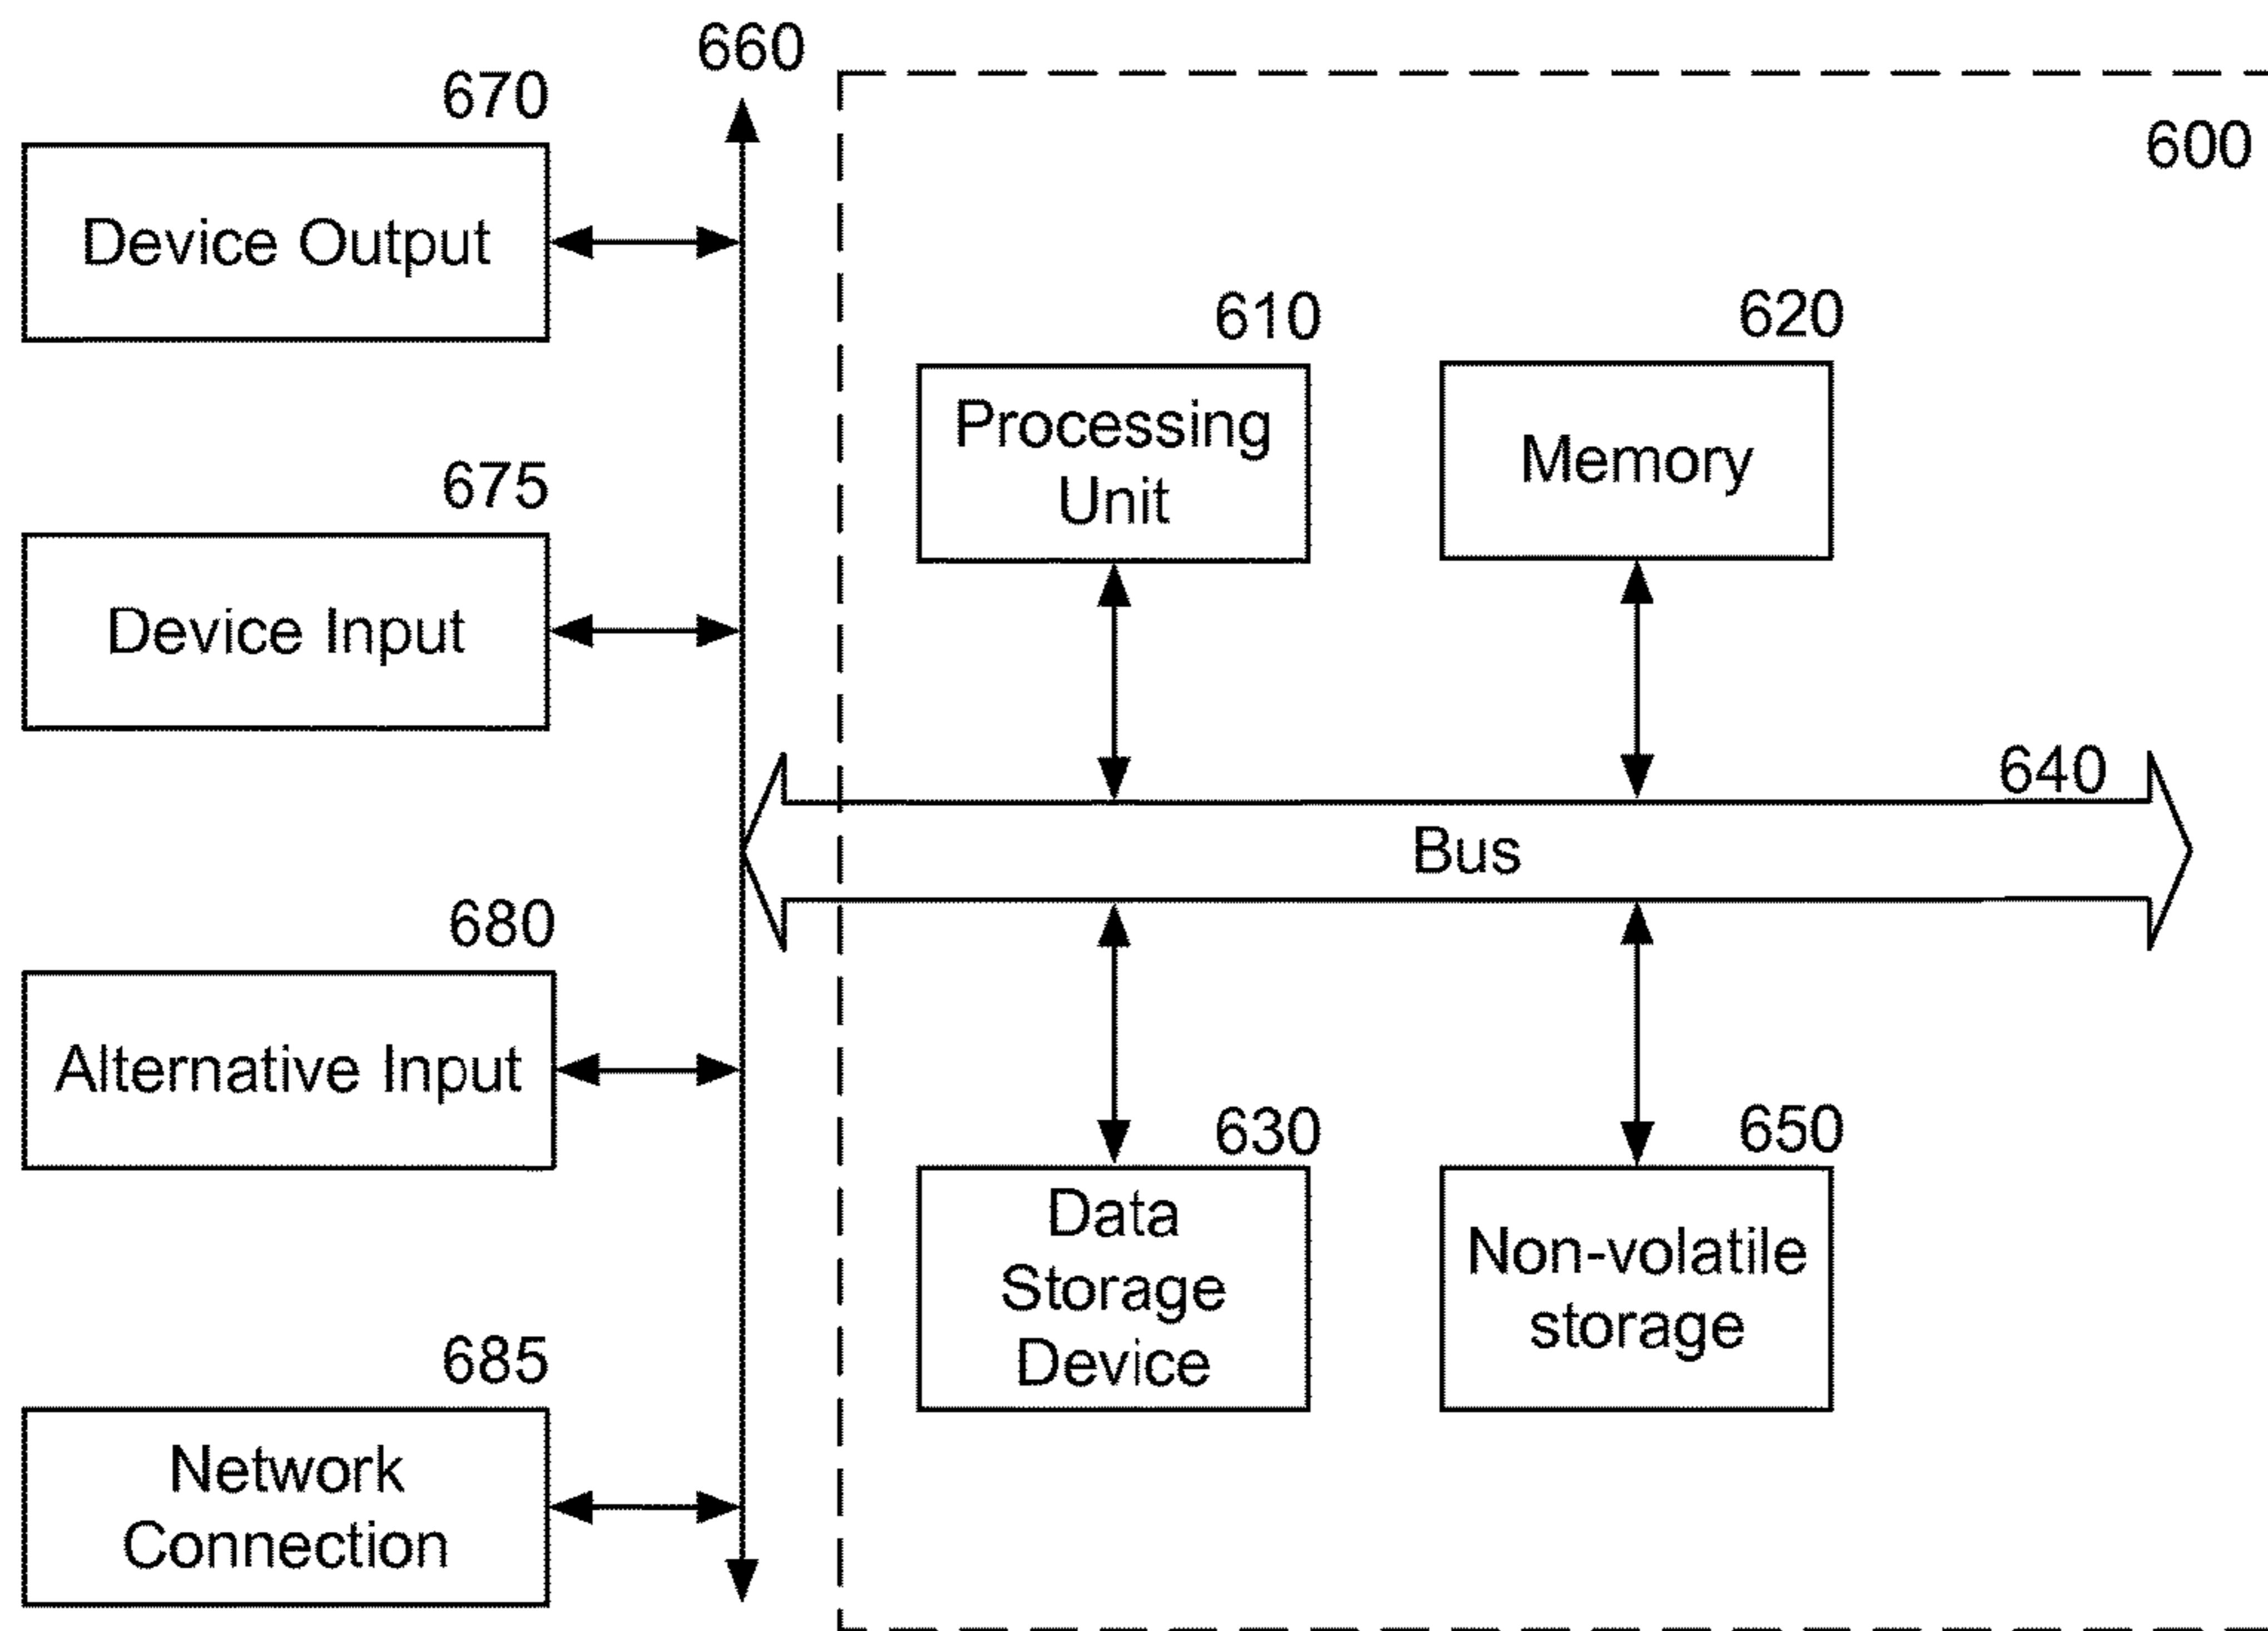 660
670
Device Output
675
Device Input
680
Alternative Input
685
Network
Connection
600
610
Processing
Unit
620
Memory
640
Bus
630
Data
Storage
Device
650
Non-volatile
storage